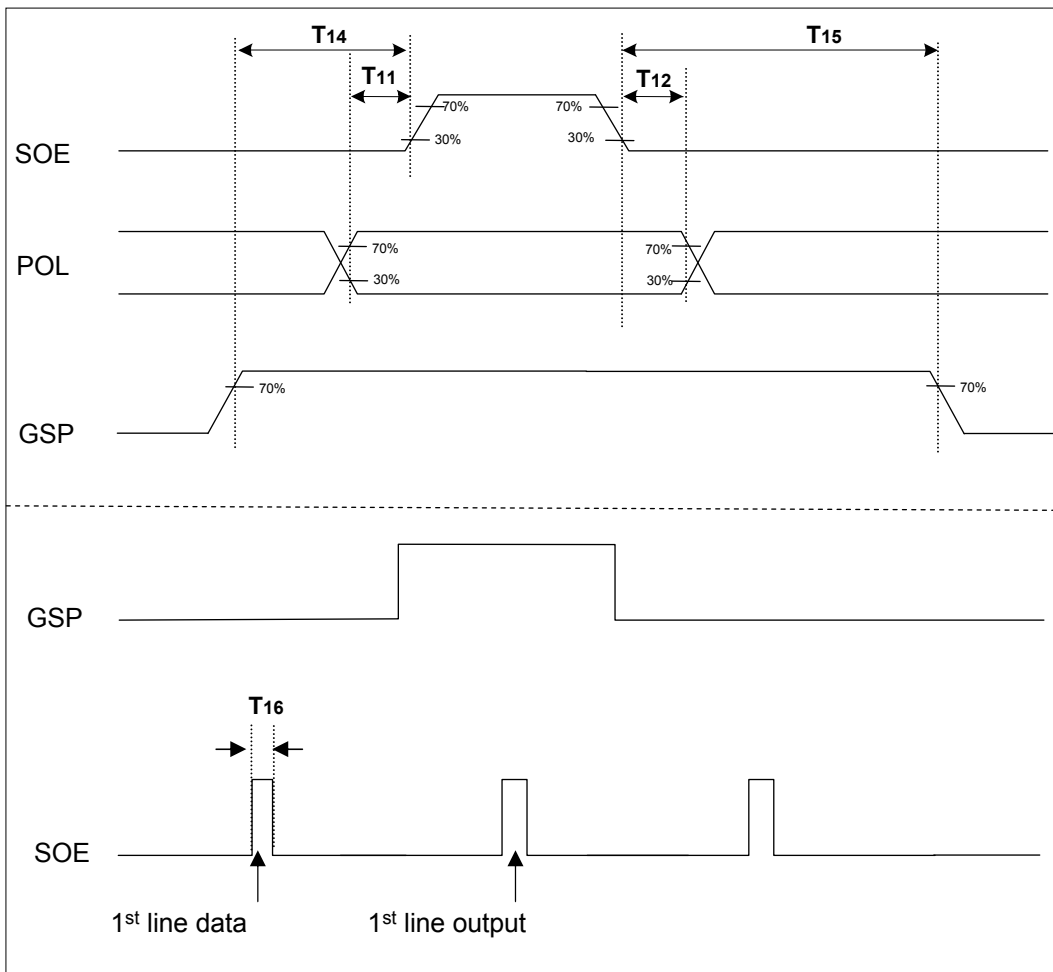 T14
T15
T11
T12
70%
70%
30%
30%
SOE
70%
70%
POL
30%
30%
70%
70%
GSP
GSP
T16
SOE
1st line data
1st line output